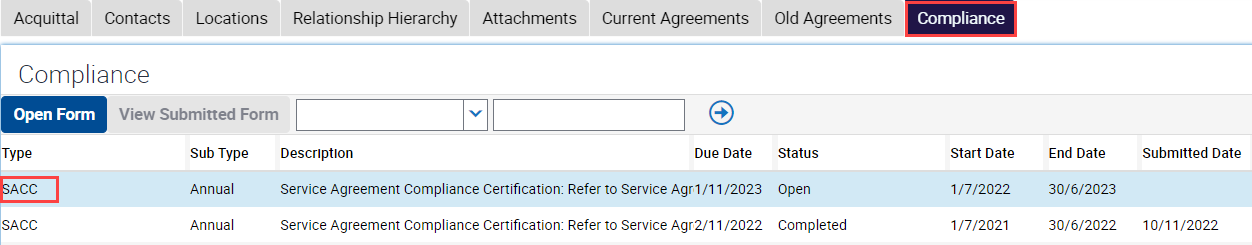 Acquittal Contacts Locations Relationship Hierarchy Attachments Current Agreements Old Agreements Compliance
Compliance
Open Form View Submitted Form
Type Sub Type Description Due Date Status Start Date End Date Submitted Date
SACC Annual Service Agreement Compliance Certification: Refer to Service Agr 1/11/2023 Open 1/7/2022 30/6/2023
SACC Annual Service Agreement Compliance Certification: Refer to Service Agr 2/11/2022 Completed 1/7/2021 30/6/2022 10/11/2022